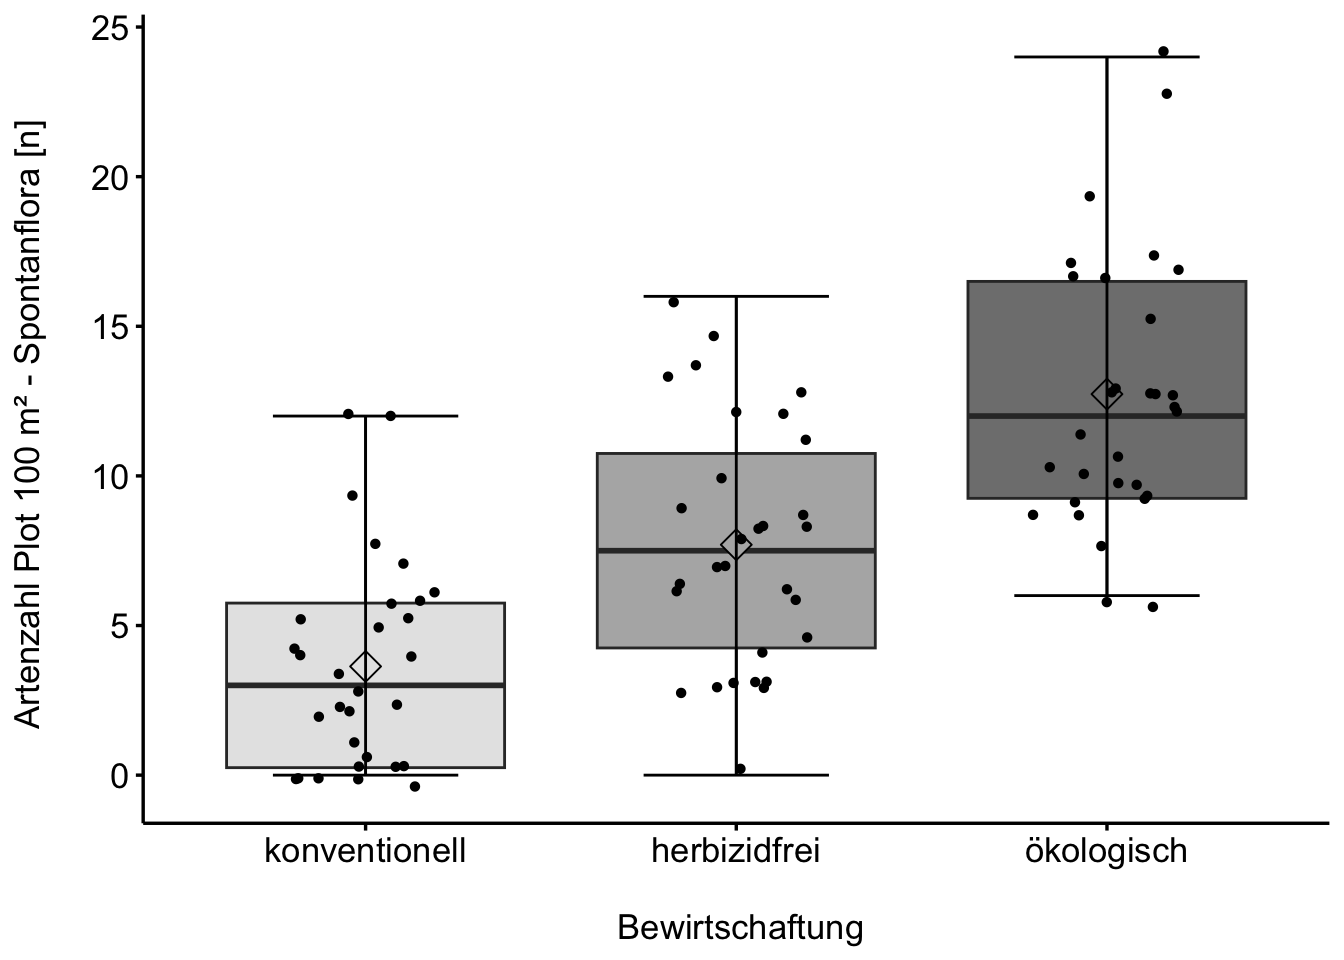 Artenzahl Plot 100 m² - Spontanflora [n]
25
20
15
10
5
0
konventionell herbizidfrei ökologisch
Bewirtschaftung